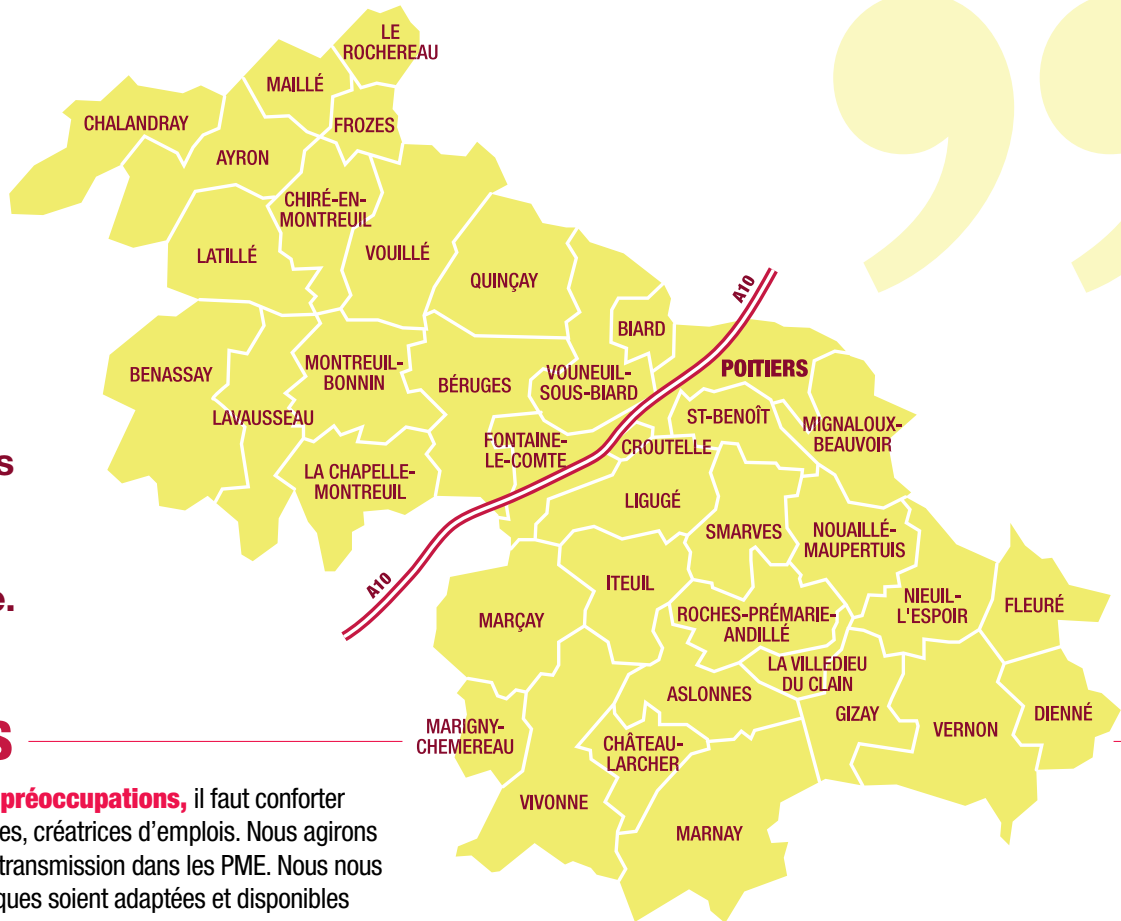 LE
ROCHEREAU
MAILLÉ
CHALANDRAY
FROZES
AYRON
CHIRÉ-EN-
MONTREUIL
LATILLÉ
VOUILLÉ
QUINÇAY
A10
BIARD
BENASSAY
MONTREUIL-
BONNIN
BÉRUGES
VOUNEUIL-
SOUS-BIARD
POITIERS
LAVAUSSEAU
ST-BENOÎT
MIGNALOUX-
BEAUVOIR
FONTAINE-
LE-COMTE
CROUTELLE
s
LA CHAPELLE-
MONTREUIL
LIGUGÉ
SMARVES
NOUAILLÉ-
MAUPERTUIS
A10
ITEUIL
e.
NIEUIL-
L'ESPOIR
FLEURÉ
MARÇAY
ROCHES-PRÉMARIE-
ANDILLÉ
LA VILLEDIEU
DU CLAIN
ASLONNES
GIZAY
VERNON
DIENNÉ
S
MARIGNY-
CHEMEREAU
CHÂTEAU-
LARCHER
VIVONNE
MARNAY
préoccupations, il faut conforter
es, créatrices d'emplois. Nous agirons
transmission dans les PME. Nous nous
ques soient adaptées et disponibles